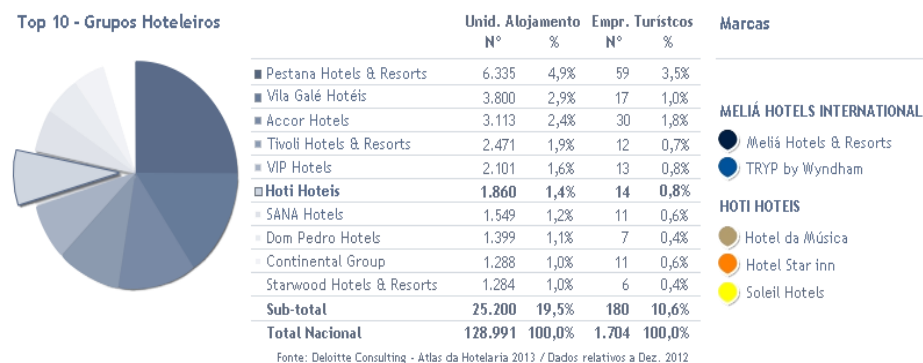 Top 10 - Grupos Hoteleiros
Unid. Alojamento Empr. Turístcos
Nº % Nº %
Pestana Hotels & Resorts 6.335 4,9% 59 3,5%
Vila Galé Hotéis 3.800 2,9% 17 1,0%
Accor Hotels 3.113 2,4% 30 1,8%
Tivoli Hotels & Resorts 2.471 1,9% 12 0,7%
VIP Hotels 2.101 1,6% 13 0,8%
Hoti Hoteis 1.860 1,4% 14 0,8%
SANA Hotels 1.549 1,2% 11 0,6%
Dom Pedro Hotels 1.399 1,1% 7 0,4%
Continental Group 1.288 1,0% 11 0,6%
Starwood Hotels & Resorts 1.284 1,0% 6 0,4%
Sub-total 25.200 19,5% 180 10,6%
Total Nacional 128.991 100,0% 1.704 100,0%
Fonte: Deloitte Consulting - Atlas da Hotelaria 2013 / Dados relativos a Dez. 2012
Marcas
MELIÁ HOTELS INTERNATIONAL
Meliá Hotels & Resorts
TRYP by Wyndham
HOTI HOTEIS
Hotel da Música
Hotel Star inn
Soleil Hotels